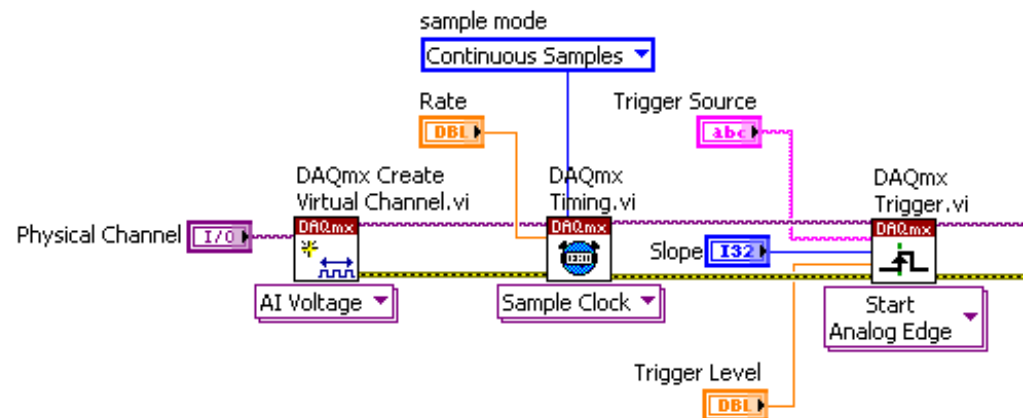 sample mode
Continuous Samples
Rate
DBL
Trigger Source
abc
DAQmx Create
Virtual Channel.vi
DAQmx
Timing.vi
DAQmx
Trigger.vi
Physical Channel
I/O
DAQmx
DAQmx
DAQmx
Slope
I32
AI Voltage
Sample Clock
Start
Analog Edge
Trigger Level
DBL